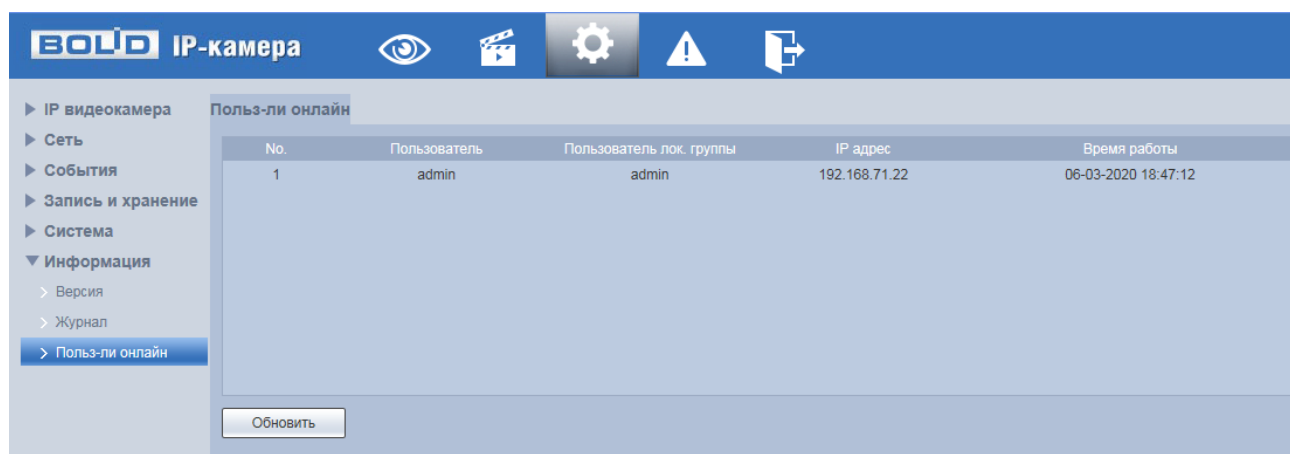 BOLID IP-камера
IP видеокамера
Сеть
События
Запись и хранение
Система
Информация
Версия
Журнал
Польз-ли онлайн
Польз-ли онлайн
No. Пользователь Пользователь лок. группы IP адрес Время работы
1 admin admin 192.168.71.22 06-03-2020 18:47:12
Обновить